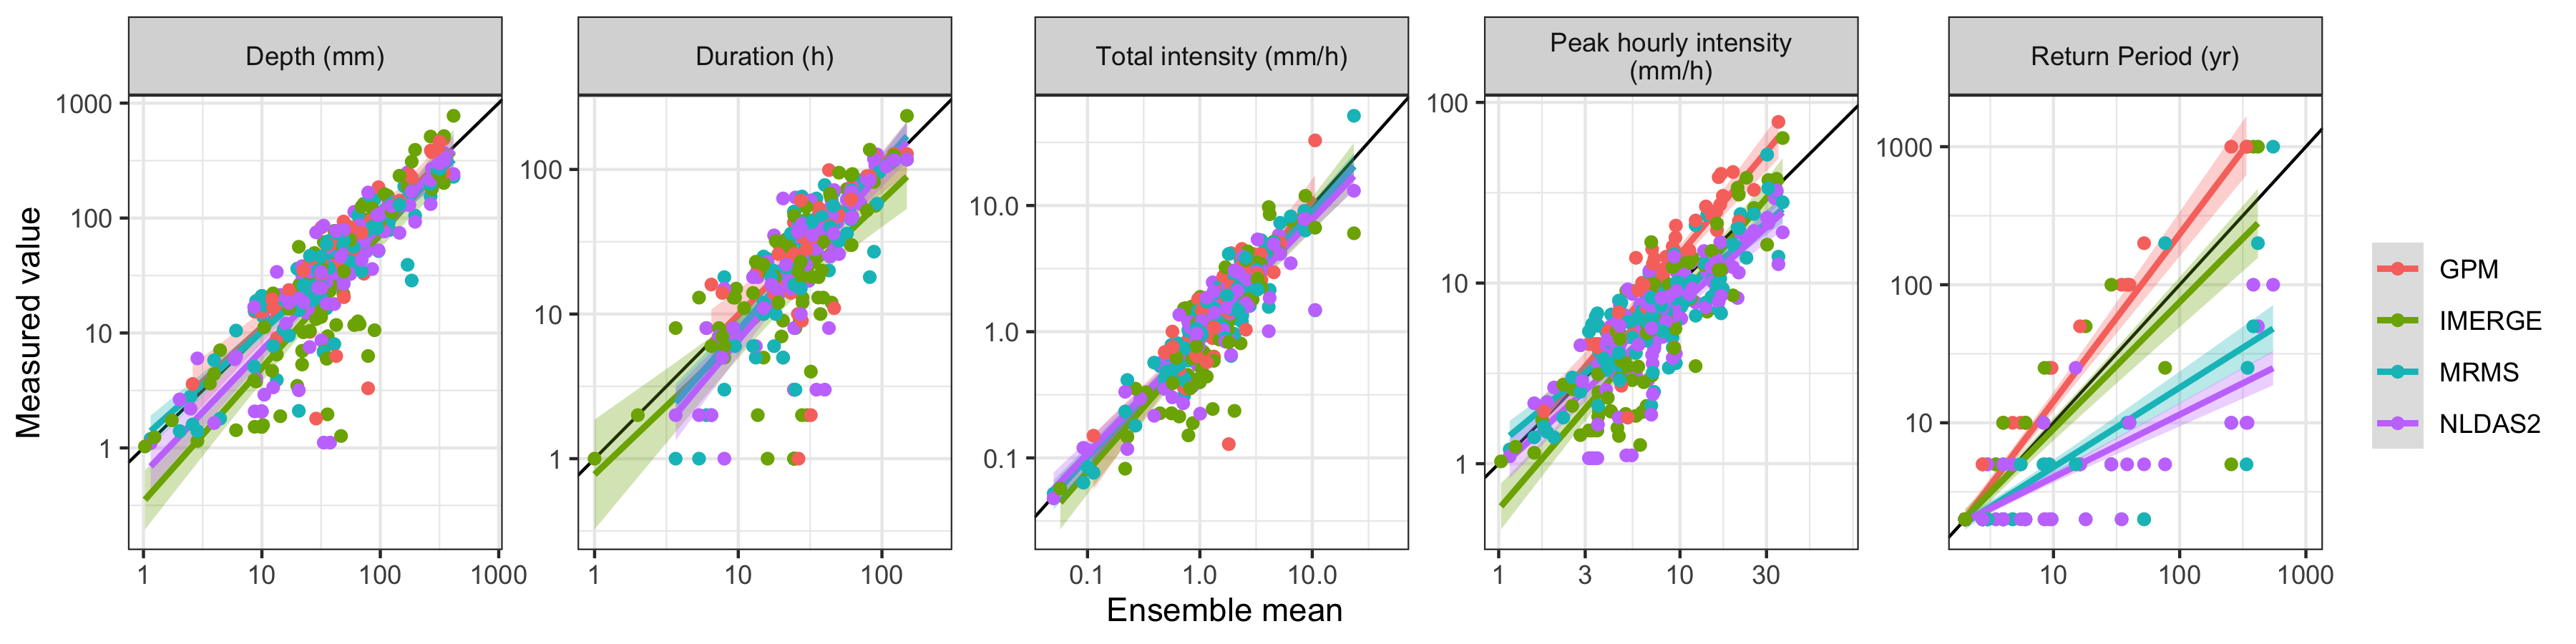 Depth (mm)
Duration (h)
Total intensity (mm/h)
Peak hourly intensity
(mm/h)
Return Period (yr)
Measured value
1000
100
10
1
100
10
1
10.0
1.0
0.1
100
10
1
1000
100
10
1 10 100 1000
1 10 100
0.1 1.0 10.0
1 3 10 30
10 100 1000
Ensemble mean
GPM
IMERGE
MRMS
NLDAS2